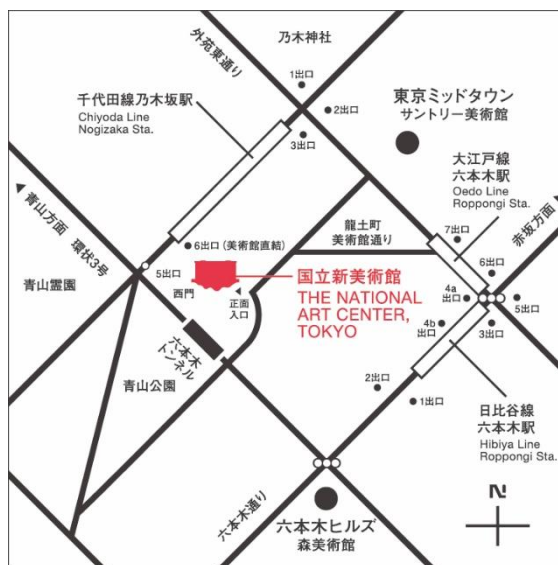 外苑東通り
乃木神社
1出口
2出口
3出口
千代田線乃木坂駅
Chiyoda Line
Nogizaka Sta.
東京ミッドタウン
サントリー美術館
大江戸線
六本木駅
Oedo Line
Roppongi Sta.
赤坂方面
青山方面 環状3号
龍土町
美術館通り
7出口
6出口
6出口 (美術館直結)
5出口
西門
正面
入口
国立新美術館
THE NATIONAL
ART CENTER,
TOKYO
4a
出口
5出口
4b
出口
3出口
青山霊園
六本木
トンネル
青山公園
2出口
1出口
日比谷線
六本木駅
Hibiya Line
Roppongi Sta.
六本木通り
六本木ヒルズ
森美術館
N